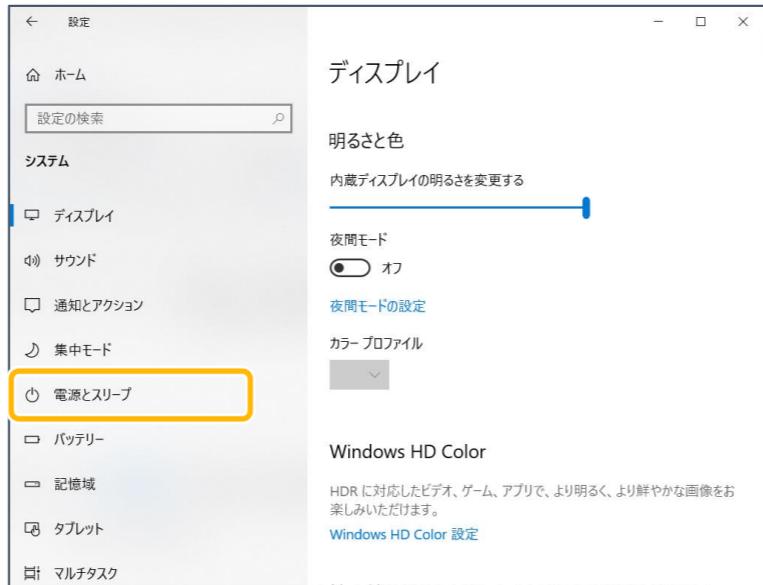 設定
ホーム
設定の検索
システム
ディスプレイ
サウンド
通知とアクション
集中モード
電源とスリープ
バッテリー
記憶域
タブレット
マルチタスク
ディスプレイ
明るさと色
内蔵ディスプレイの明るさを変更する
夜間モード
オフ
夜間モードの設定
カラー プロファイル
Windows HD Color
HDR に対応したビデオ、ゲーム、アプリで、より明るく、より鮮やかな画像をお
楽しみいただけます。
Windows HD Color 設定